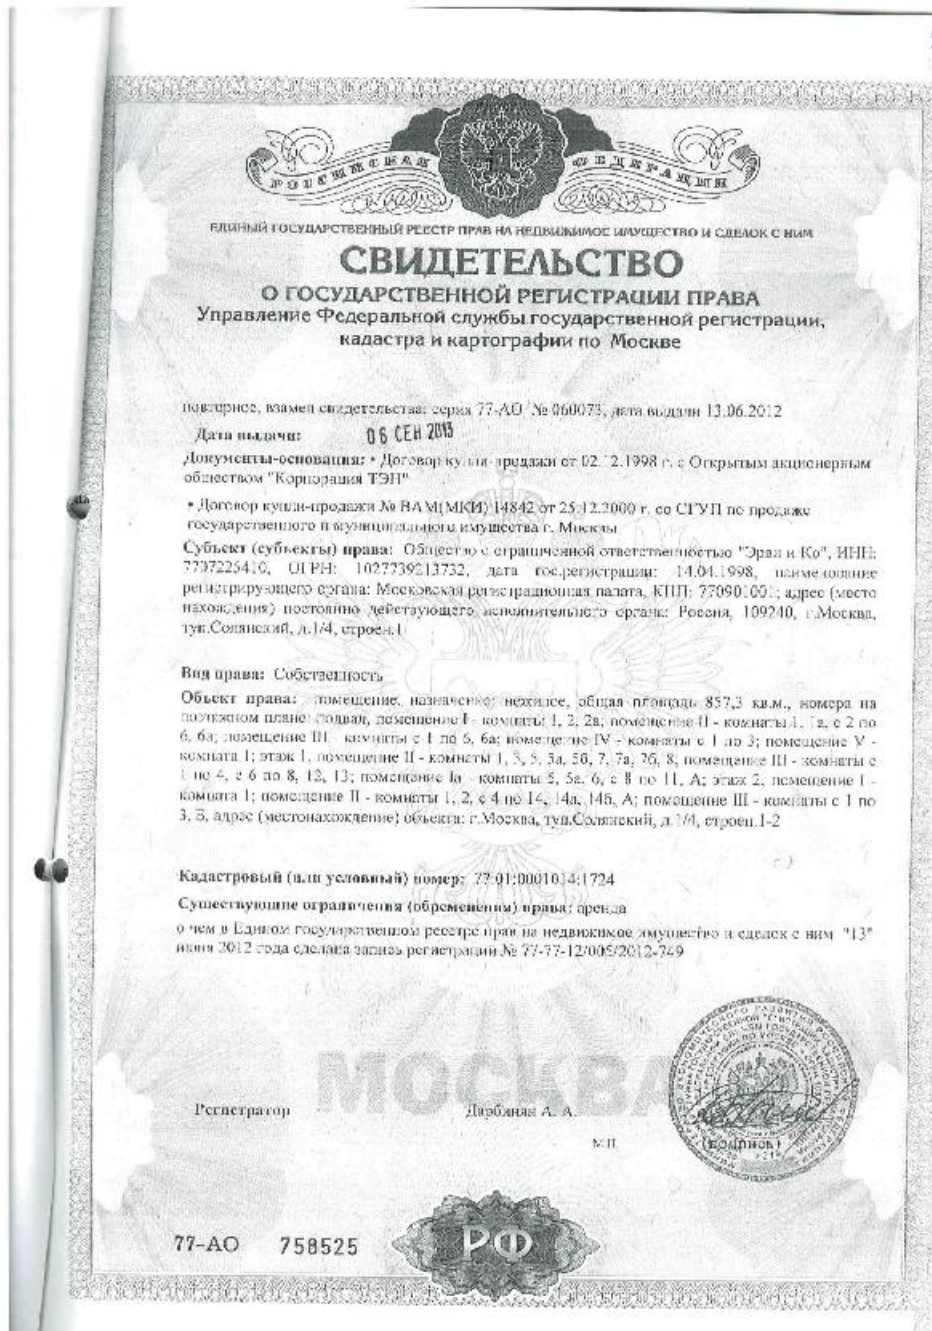 РОССИЙСКАЯ ФЕДЕРАЦИЯ
ЕДИНЫЙ ГОСУДАРСТВЕННЫЙ РЕЕСТР ПРАВ НА НЕДВИЖИМОЕ ИМУЩЕСТВО И СДЕЛОК С НИМ
СВИДЕТЕЛЬСТВО
О ГОСУДАРСТВЕННОЙ РЕГИСТРАЦИИ ПРАВА
Управление Федеральной службы государственной регистрации,
кадастра и картографии по Москве
повторное, взамен свидетельства: серия 77-АО № 060073, дата выдачи 13.06.2012
Дата выдачи: 06 СЕН 2013
Документы-основания: • Договор купли-продажи от 02.12.1998 г. с Открытым акционерным
обществом "Корпорация ТЭН"
• Договор купли-продажи № ВАМ(МКИ) 14842 от 25.12.2000 г. со СГУП по продаже
государственного и муниципального имущества г. Москвы
Субъект (субъекты) права: Общество с ограниченной ответственностью "Эрви и Ко", ИНН:
7707225410, ОГРН: 1027739213732, дата гос.регистрации: 14.04.1998, наименование
регистрирующего органа: Московская регистрационная палата, КПП: 770901001; адрес (место
нахождения) постоянно действующего исполнительного органа: Россия, 109240, г.Москва,
туп.Солянский, д.1/4, строен.1
Вид права: Собственность
Объект права: помещение, назначение: нежилое, общая площадь 857,3 кв.м., номера на
поэтажном плане: подвал, помещение I - комнаты 1, 2, 2а; помещение II - комнаты 1, 1а, с 2 по
6, 6а; помещение III - комнаты с 1 по 6, 6а; помещение IV - комнаты с 1 по 3; помещение V -
комната 1; этаж 1, помещение II - комнаты 1, 3, 5, 5а, 5б, 7, 7а, 7б, 8; помещение III - комнаты с
1 по 4, с 6 по 8, 12, 13; помещение Iа - комнаты 5, 5а, 6, с 8 по 11, А; этаж 2, помещение I -
комната 1; помещение II - комнаты 1, 2, с 4 по 14, 14а, 14б, А; помещение III - комнаты с 1 по
3, Б, адрес (местонахождение) объекта: г.Москва, туп.Солянский, д.1/4, строен.1-2
Кадастровый (или условный) номер: 77:01:0001014:1724
Существующие ограничения (обременения) права: аренда
о чем в Едином государственном реестре прав на недвижимое имущество и сделок с ним "13"
июня 2012 года сделана запись регистрации № 77-77-12/005/2012-749
МОСКВА
Регистратор Дарбинян А. А.
М.П. (подпись)
77-АО 758525
РФ